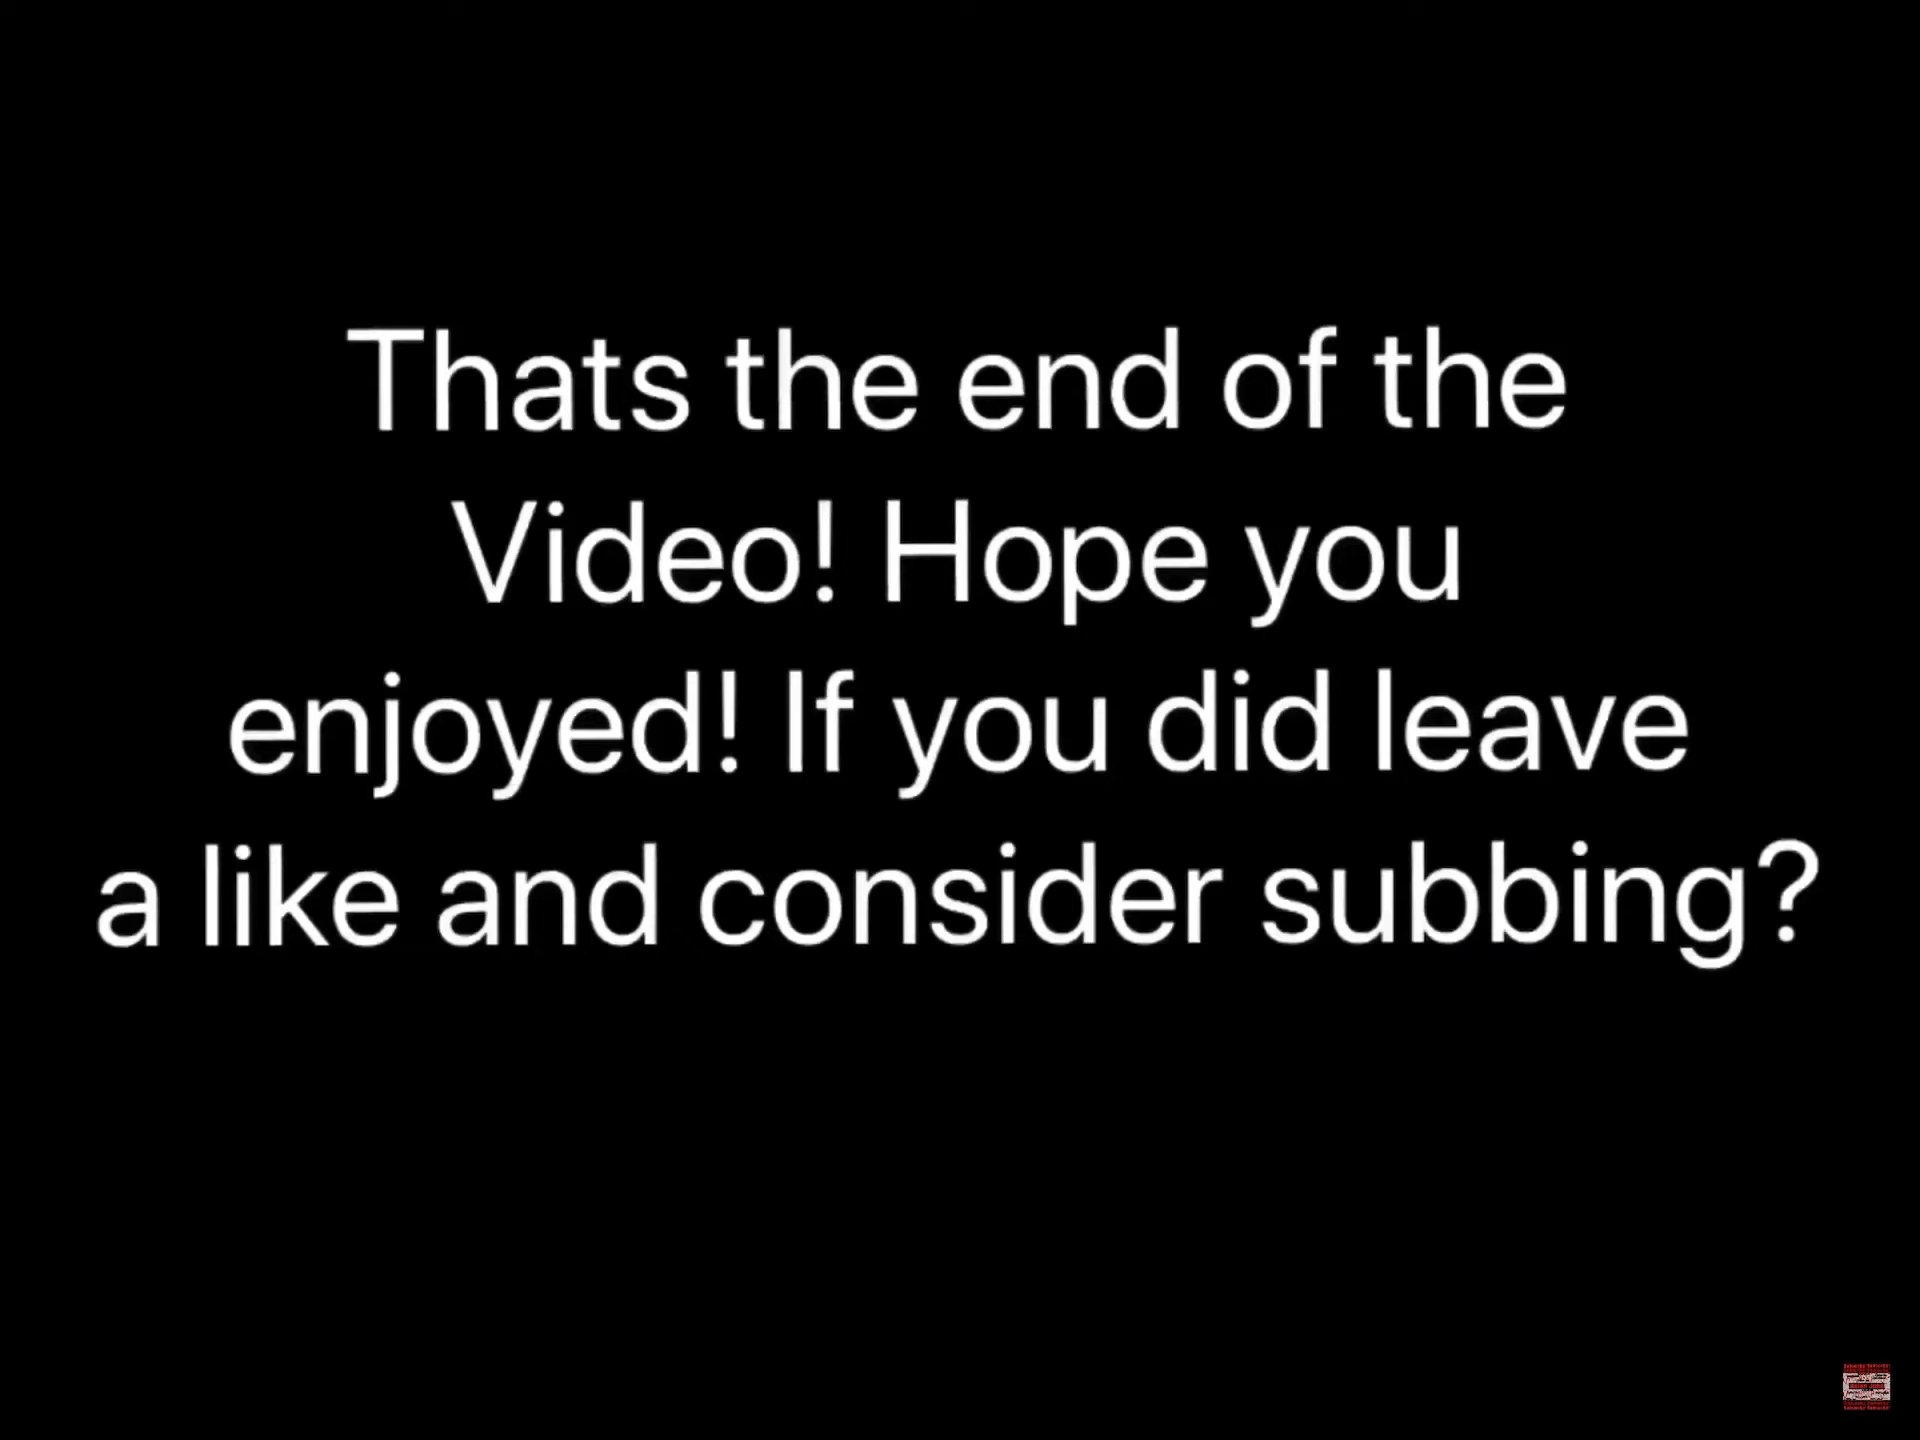 Thats the end of the
Video! Hope you
enjoyed! If you did leave
a like and consider subbing?